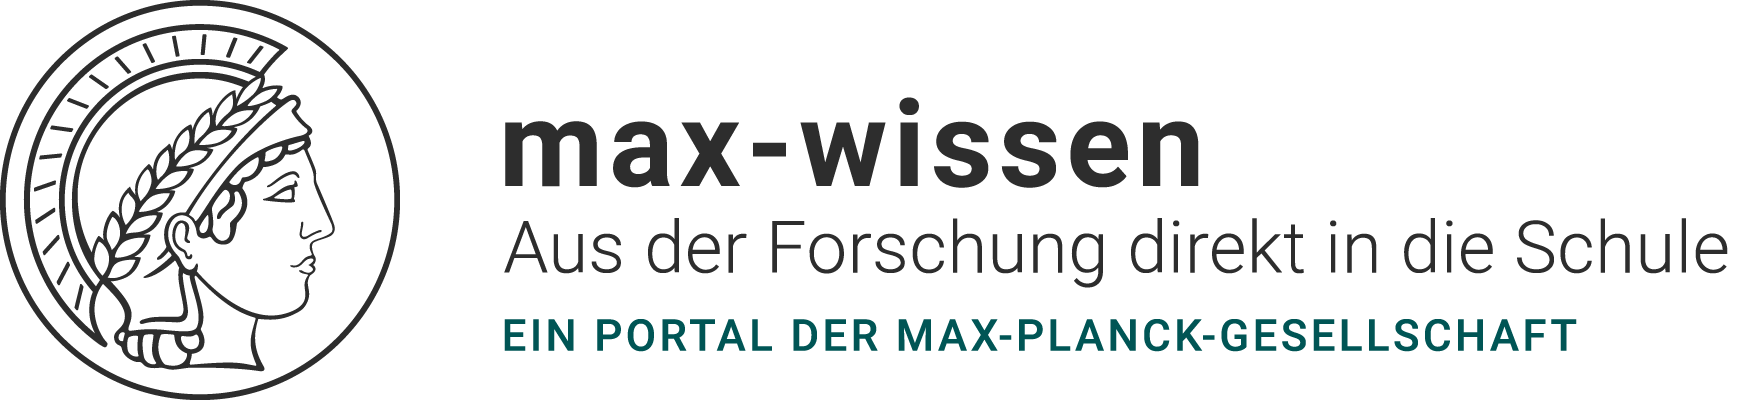 max-wissen
Aus der Forschung direkt in die Schule
EIN PORTAL DER MAX-PLANCK-GESELLSCHAFT